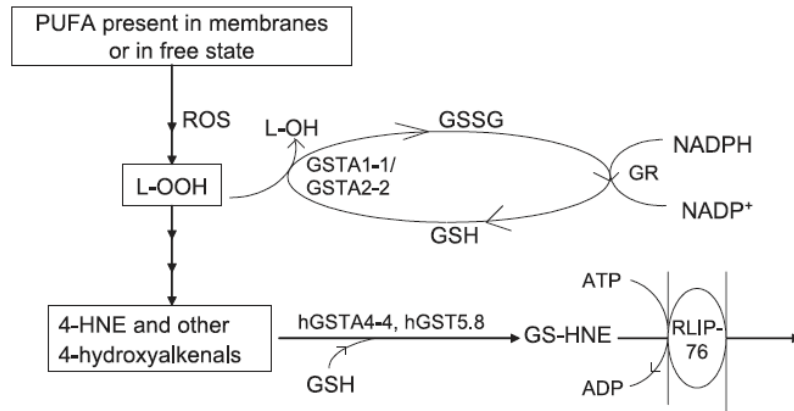 PUFA present in membranes
or in free state
ROS
L-OOH
L-OH
GSTA1-1/
GSTA2-2
GSSG
GSH
GR
NADPH
NADP⁺
4-HNE and other
4-hydroxyalkenals
hGSTA4-4, hGST5.8
GSH
GS-HNE
ATP
ADP
RLIP-
76